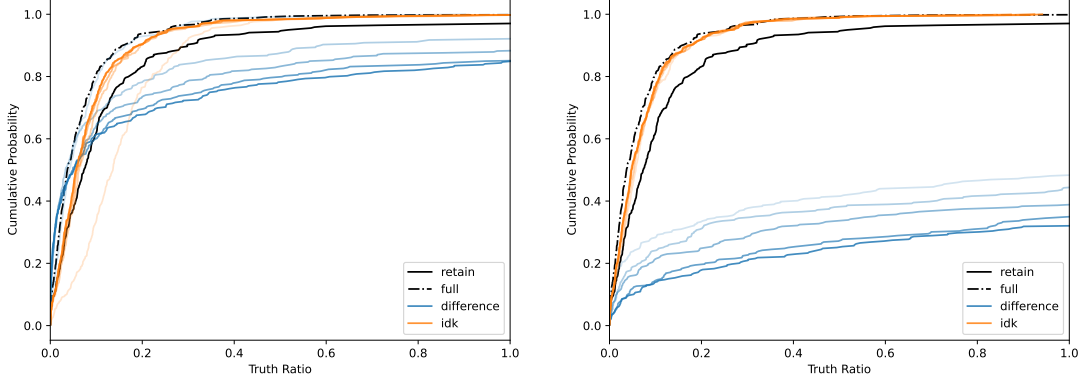 1.0
0.8
0.6
0.4
0.2
0.0
Cumulative Probability
0.0 0.2 0.4 0.6 0.8 1.0
Truth Ratio
retain
full
difference
idk
1.0
0.8
0.6
0.4
0.2
0.0
Cumulative Probability
0.0 0.2 0.4 0.6 0.8 1.0
Truth Ratio
retain
full
difference
idk